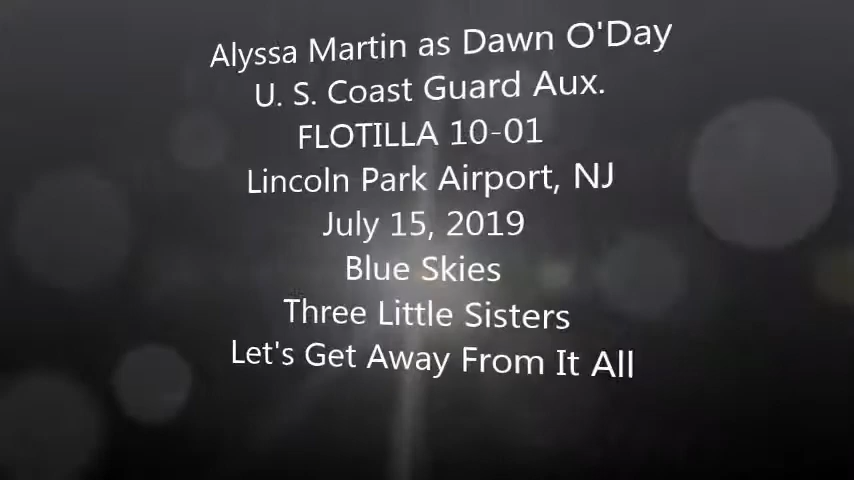 Alyssa Martin as Dawn O'Day
U. S. Coast Guard Aux.
FLOTILLA 10-01
Lincoln Park Airport, NJ
July 15, 2019
Blue Skies
Three Little Sisters
Let's Get Away From It All